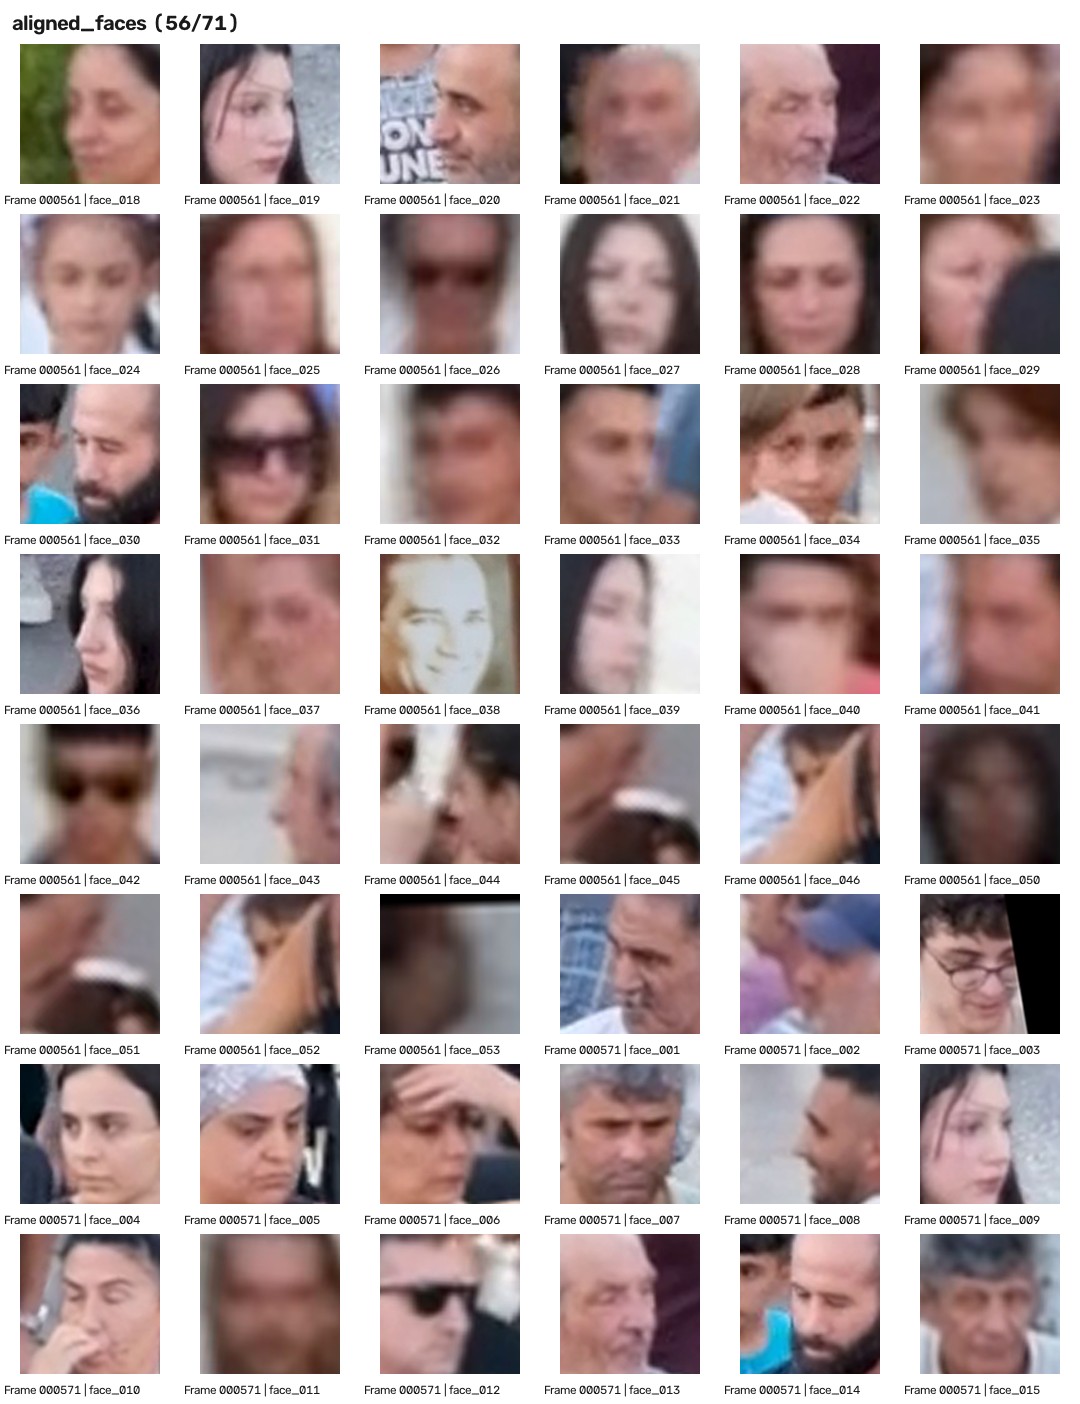 aligned_faces (56/71)
ON
UNE
Frame 000561 | face_018
Frame 000561 | face_019
Frame 000561 | face_020
Frame 000561 | face_021
Frame 000561 | face_022
Frame 000561 | face_023
Frame 000561 | face_024
Frame 000561 | face_025
Frame 000561 | face_026
Frame 000561 | face_027
Frame 000561 | face_028
Frame 000561 | face_029
Frame 000561 | face_030
Frame 000561 | face_031
Frame 000561 | face_032
Frame 000561 | face_033
Frame 000561 | face_034
Frame 000561 | face_035
Frame 000561 | face_036
Frame 000561 | face_037
Frame 000561 | face_038
Frame 000561 | face_039
Frame 000561 | face_040
Frame 000561 | face_041
Frame 000561 | face_042
Frame 000561 | face_043
Frame 000561 | face_044
Frame 000561 | face_045
Frame 000561 | face_046
Frame 000561 | face_050
Frame 000561 | face_051
Frame 000561 | face_052
Frame 000561 | face_053
Frame 000571 | face_001
Frame 000571 | face_002
Frame 000571 | face_003
Frame 000571 | face_004
Frame 000571 | face_005
Frame 000571 | face_006
Frame 000571 | face_007
Frame 000571 | face_008
Frame 000571 | face_009
Frame 000571 | face_010
Frame 000571 | face_011
Frame 000571 | face_012
Frame 000571 | face_013
Frame 000571 | face_014
Frame 000571 | face_015